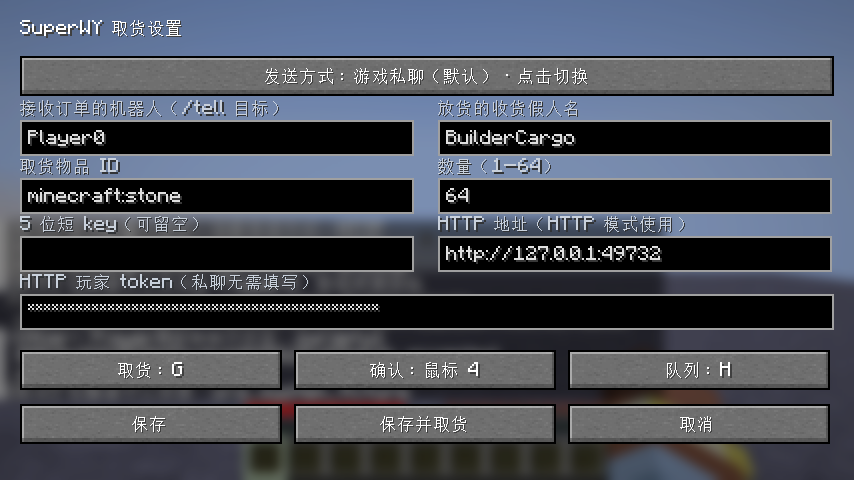 SuperWY 取货设置
发送方式：游戏私聊（默认）· 点击切换
接收订单的机器人（/tell 目标）
放货的收货假人名
Player0
BuilderCargo
取货物品 ID
数量（1-64）
minecraft:stone
64
5 位短 key（可留空）
HTTP 地址（HTTP 模式使用）
http://127.0.0.1:49732
HTTP 玩家 token（私聊无需填写）
取货：G
确认：鼠标 4
队列：H
保存
保存并取货
取消